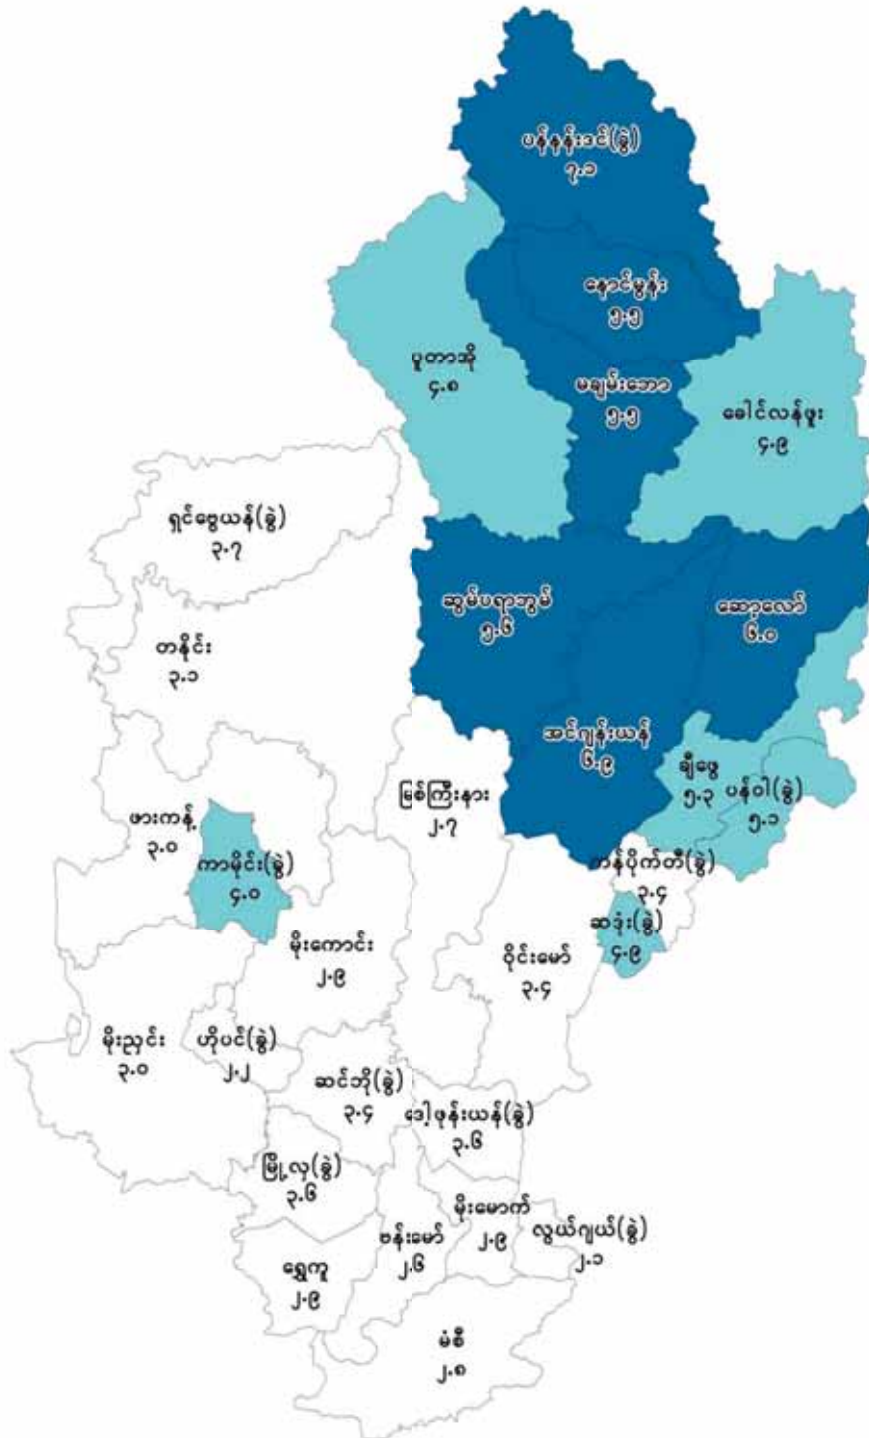 ပန်နန်းဒင်(ခွဲ)
၇.၁
နောင်မွန်း
၅.၅
ပူတာအို
၄.၈
မချမ်းဘော
၅.၅
ခေါင်လန်ဖူး
၄.၉
ရှင်ဗွေယန်(ခွဲ)
၃.၇
ဆွမ်ပရာဘွမ်
၅.၆
ဆော့လော်
၆.၀
တနိုင်း
၃.၁
အင်ဂျန်းယန်
၆.၉
ချီဖွေ
၅.၃
ပန်ဝါ(ခွဲ)
၅.၁
မြစ်ကြီးနား
၂.၇
ဖားကန့်
၃.၀
ကာမိုင်း(ခွဲ)
၄.၀
ကန်ပိုက်တီ(ခွဲ)
၃.၄
ဆဒုံး(ခွဲ)
၄.၉
မိုးကောင်း
၂.၉
ဝိုင်းမော်
၃.၄
မိုးညှင်း
၃.၀
ဟိုပင်(ခွဲ)
၂.၂
ဆင်ဘို(ခွဲ)
၃.၄
ဒေါ့ဖုန်းယန်(ခွဲ)
၃.၆
မြို့လှ(ခွဲ)
၃.၆
မိုးမောက်
၂.၉
ဗန်းမော်
၂.၆
လွယ်ဂျယ်(ခွဲ)
၂.၁
ရွှေကူ
၂.၉
မံစီ
၂.၈